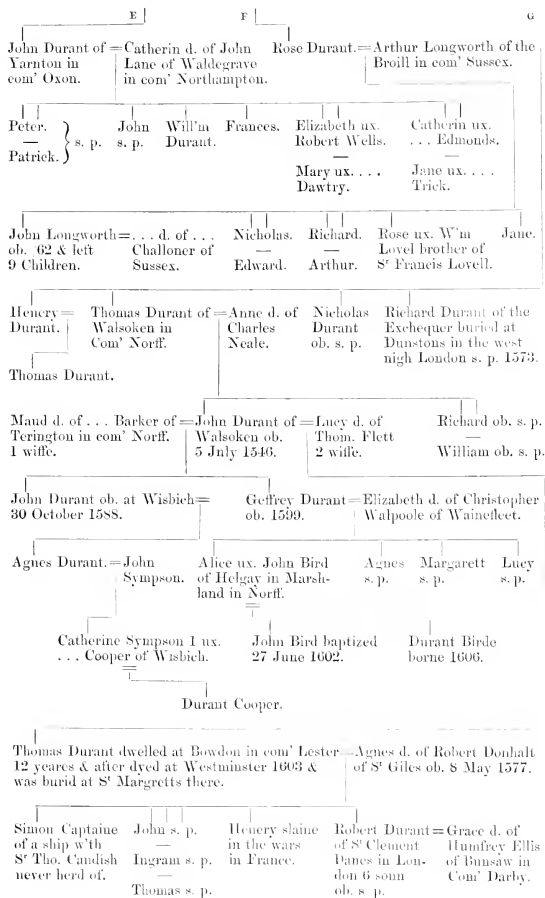 E F G
John Durant of = Catherin d. of John Rose Durant. = Arthur Longworth of the
Yarnton in Lane of Waldegrave Broill in com' Sussex.
com' Oxon. in com' Northampton.
Peter. John Will'm Frances. Elizabeth ux. Catherin ux.
— } s. p. s. p. Durant. Robert Wells. . . . Edmonds.
Patrick. — —
Mary ux. . . . Jane ux. . . .
Dawtry. Trick.
John Longworth = . . . d. of . . . Nicholas. Richard. Rose ux. W'm Jane.
ob. '62 & left Challoner of — — Lovel brother of
9 Children. Sussex. Edward. Arthur. Sr Francis Lovell.
Henery = Thomas Durant of = Anne d. of Nicholas Richard Durant of the
Durant. Walsoken in Charles Durant Exchequer buried at
Com' Norff. Neale. ob. s. p. Dunstons in the west
nigh London s. p. 1573.
Thomas Durant.
Maud d. of . . . Barker of = John Durant of = Lucy d. of Richard ob. s. p.
Terington in com' Norff. Walsoken ob. Thom. Flett —
1 wiffe. 5 Jnly 1546. 2 wiffe. William ob. s. p.
John Durant ob. at Wisbich = Geffrey Durant = Elizabeth d. of Christopher
30 October 1588. ob. 1599. Walpoole of Wainefleet.
Agnes Durant. = John Alice ux. John Bird Agnes Margarett Lucy
Sympson. of Helgay in Marsh- s. p. s. p. s. p.
land in Norff.
Catherine Sympson 1 ux. John Bird baptized Durant Birde
. . . Cooper of Wisbich. 27 June 1602. borne 1606.
Durant Cooper.
Thomas Durant dwelled at Bowdon in com' Lester = Agnes d. of Robert Donhalt
12 yeares & after dyed at Westminster 1603 & of St Giles ob. 8 May 1577.
was burid at St Margretts there.
Simon Captaine John s. p. Henery slaine Robert Durant = Grace d. of
of a ship w'th — in the wars of St Clement Humfrey Ellis
Sr Tho. Candish Ingram s. p. in France. Danes in Lon- of Bunsaw in
never herd of. — don 6 sonn Com' Darby.
Thomas s. p. ob. s p.